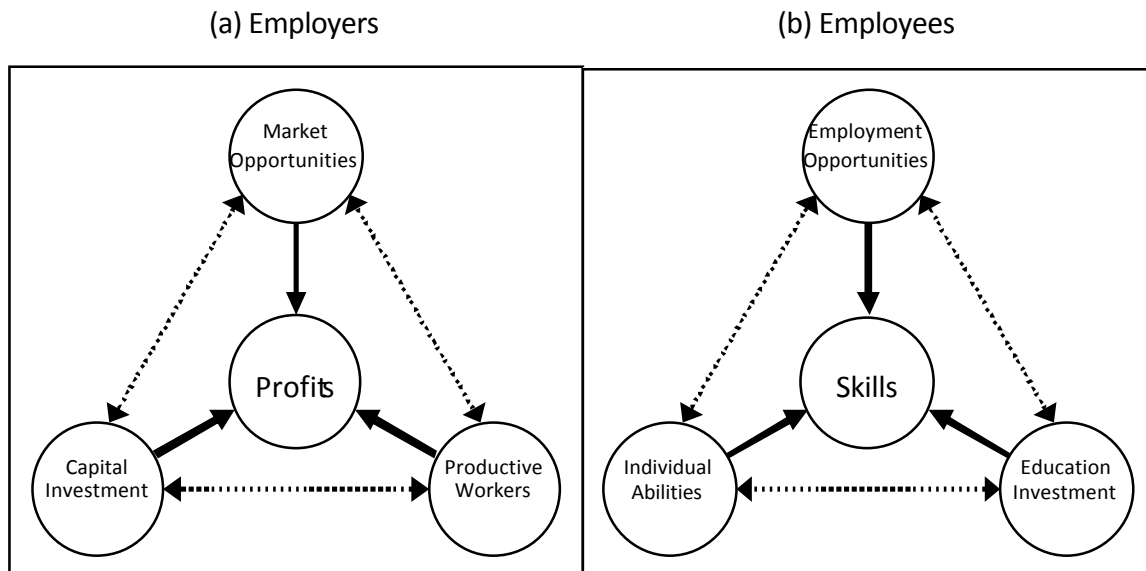 (a) Employers
(b) Employees
Market
Opportunities
Profits
Capital
Investment
Productive
Workers
Employment
Opportunities
Skills
Individual
Abilities
Education
Investment